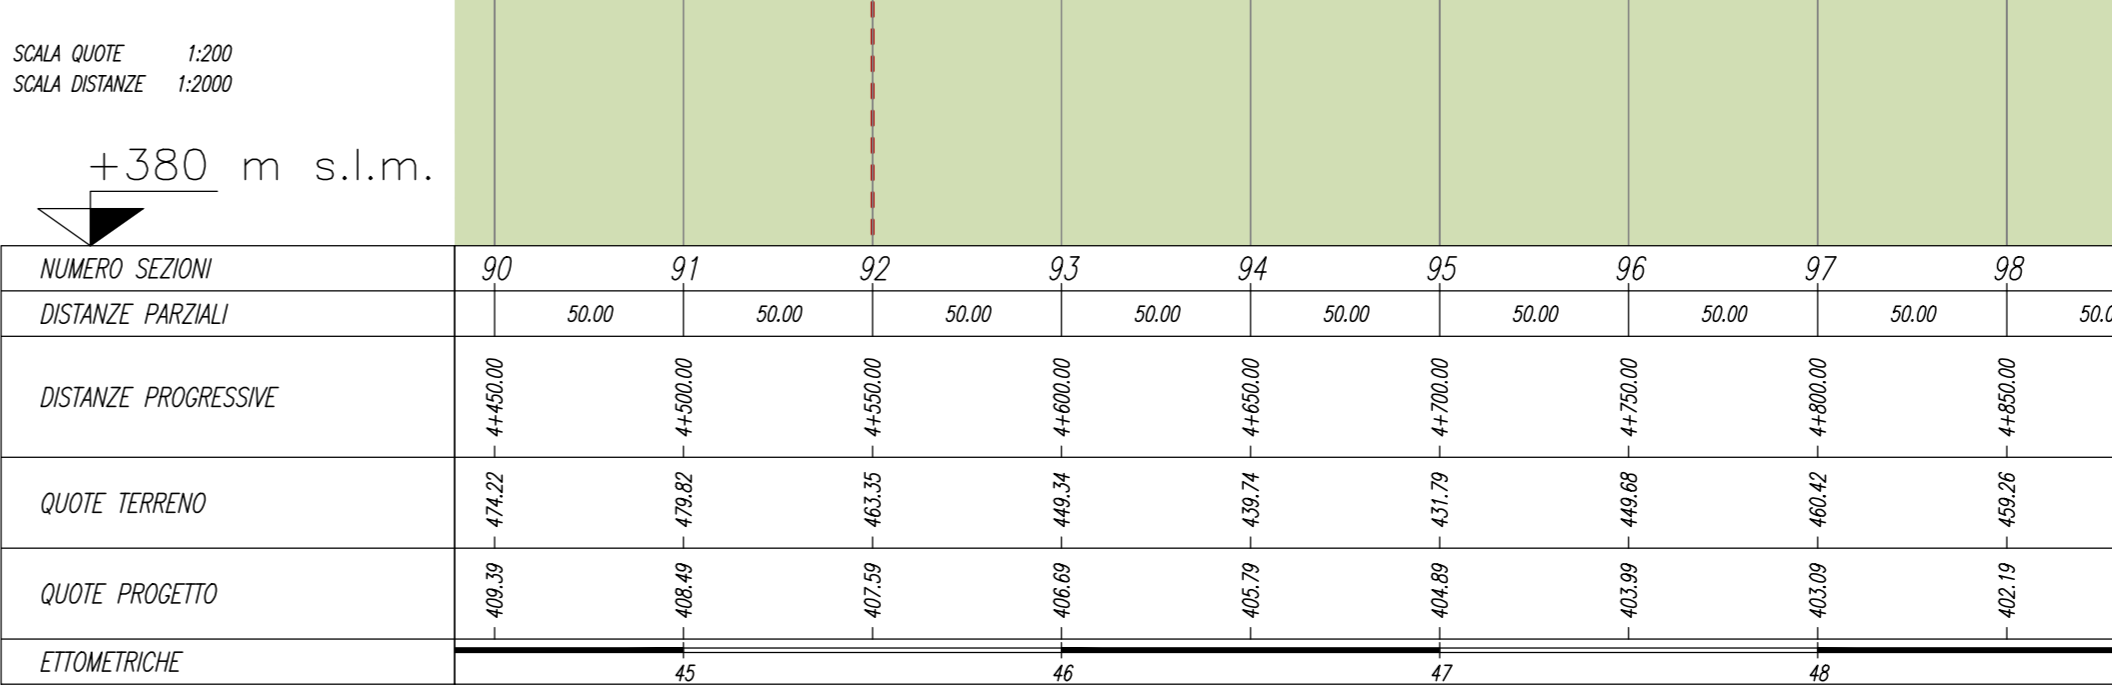 SCALA QUOTE 1:200
SCALA DISTANZE 1:2000
+380 m s.l.m.
NUMERO SEZIONI 90 91 92 93 94 95 96 97 98
DISTANZE PARZIALI 50.00 50.00 50.00 50.00 50.00 50.00 50.00 50.00
DISTANZE PROGRESSIVE 4+450.00 4+500.00 4+550.00 4+600.00 4+650.00 4+700.00 4+750.00 4+800.00 4+850.00
QUOTE TERRENO 474.22 479.82 463.35 449.34 439.74 431.79 449.68 460.42 459.26
QUOTE PROGETTO 409.39 408.49 407.59 406.69 405.79 404.89 403.99 403.09 402.19
ETTOMETRICHE 45 46 47 48